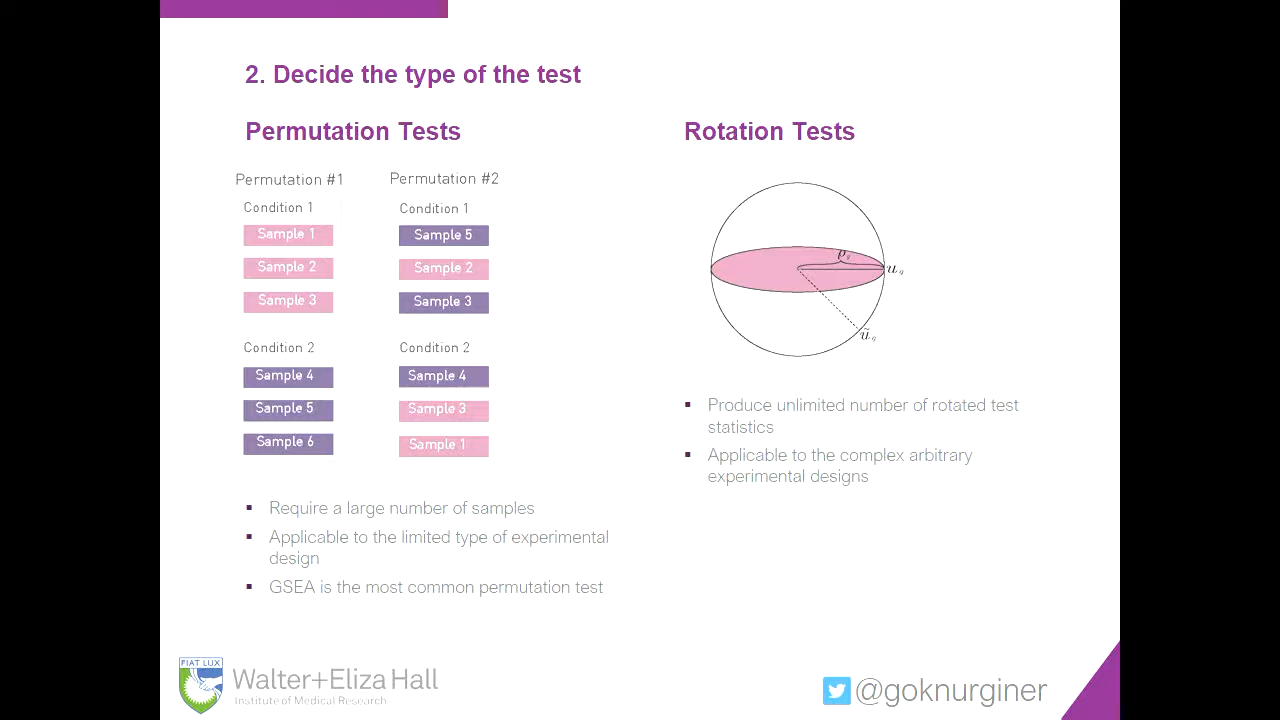 2. Decide the type of the test
Permutation Tests
Permutation #1
Condition 1
Sample 1
Sample 2
Sample 3
Condition 2
Sample 4
Sample 5
Sample 6
Permutation #2
Condition 1
Sample 5
Sample 2
Sample 3
Condition 2
Sample 4
Sample 3
Sample 1
▪ Require a large number of samples
▪ Applicable to the limited type of experimental
design
▪ GSEA is the most common permutation test
Rotation Tests
ρg
ug
ũg
▪ Produce unlimited number of rotated test
statistics
▪ Applicable to the complex arbitrary
experimental designs
FIAT LUX
Walter+Eliza Hall
Institute of Medical Research
@goknurginer